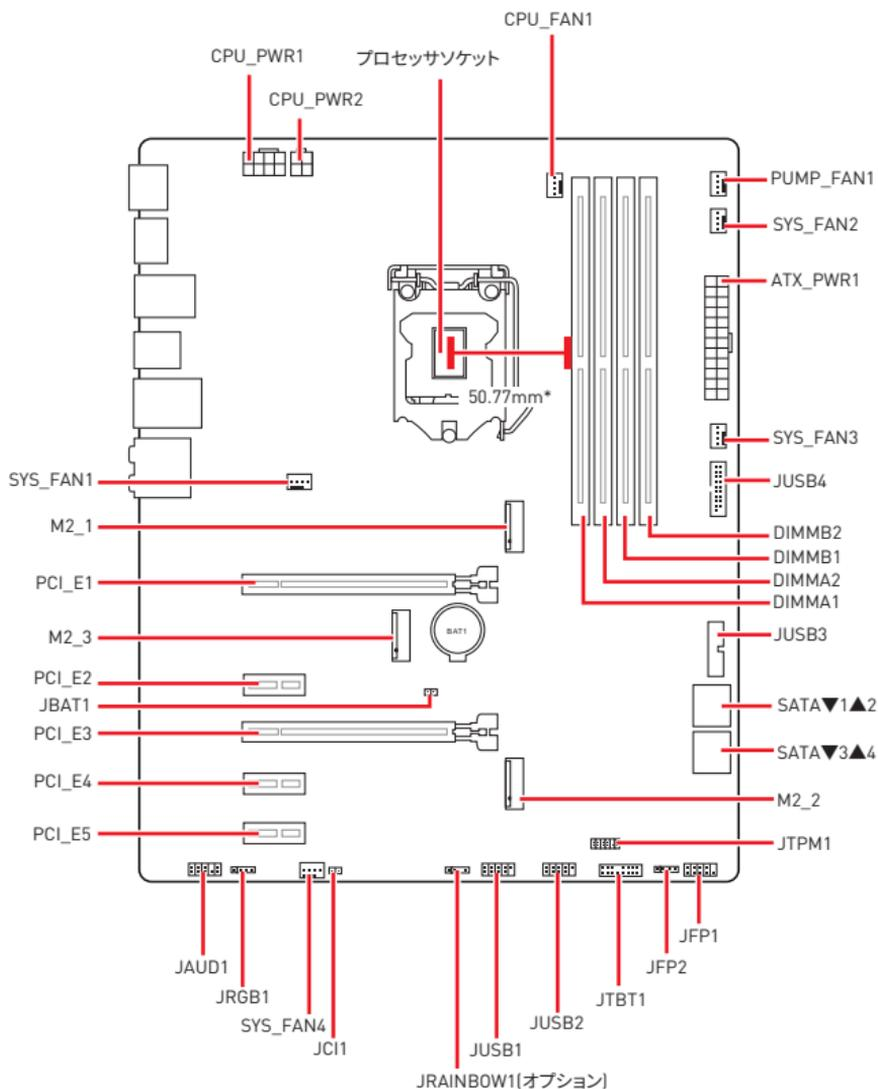 CPU_FAN1
CPU_PWR1
プロセッサソケット
CPU_PWR2
PUMP_FAN1
SYS_FAN2
ATX_PWR1
50.77mm*
SYS_FAN3
SYS_FAN1
JUSB4
M2_1
DIMMB2
DIMMB1
PCI_E1
DIMMA2
DIMMA1
BAT1
M2_3
JUSB3
PCI_E2
JBAT1
SATA▼1▲2
PCI_E3
SATA▼3▲4
PCI_E4
M2_2
PCI_E5
JTPM1
JFP1
JAUD1
JFP2
JRGB1
JTBT1
SYS_FAN4
JUSB2
JCI1
JUSB1
JRAINBOW1(オプション)